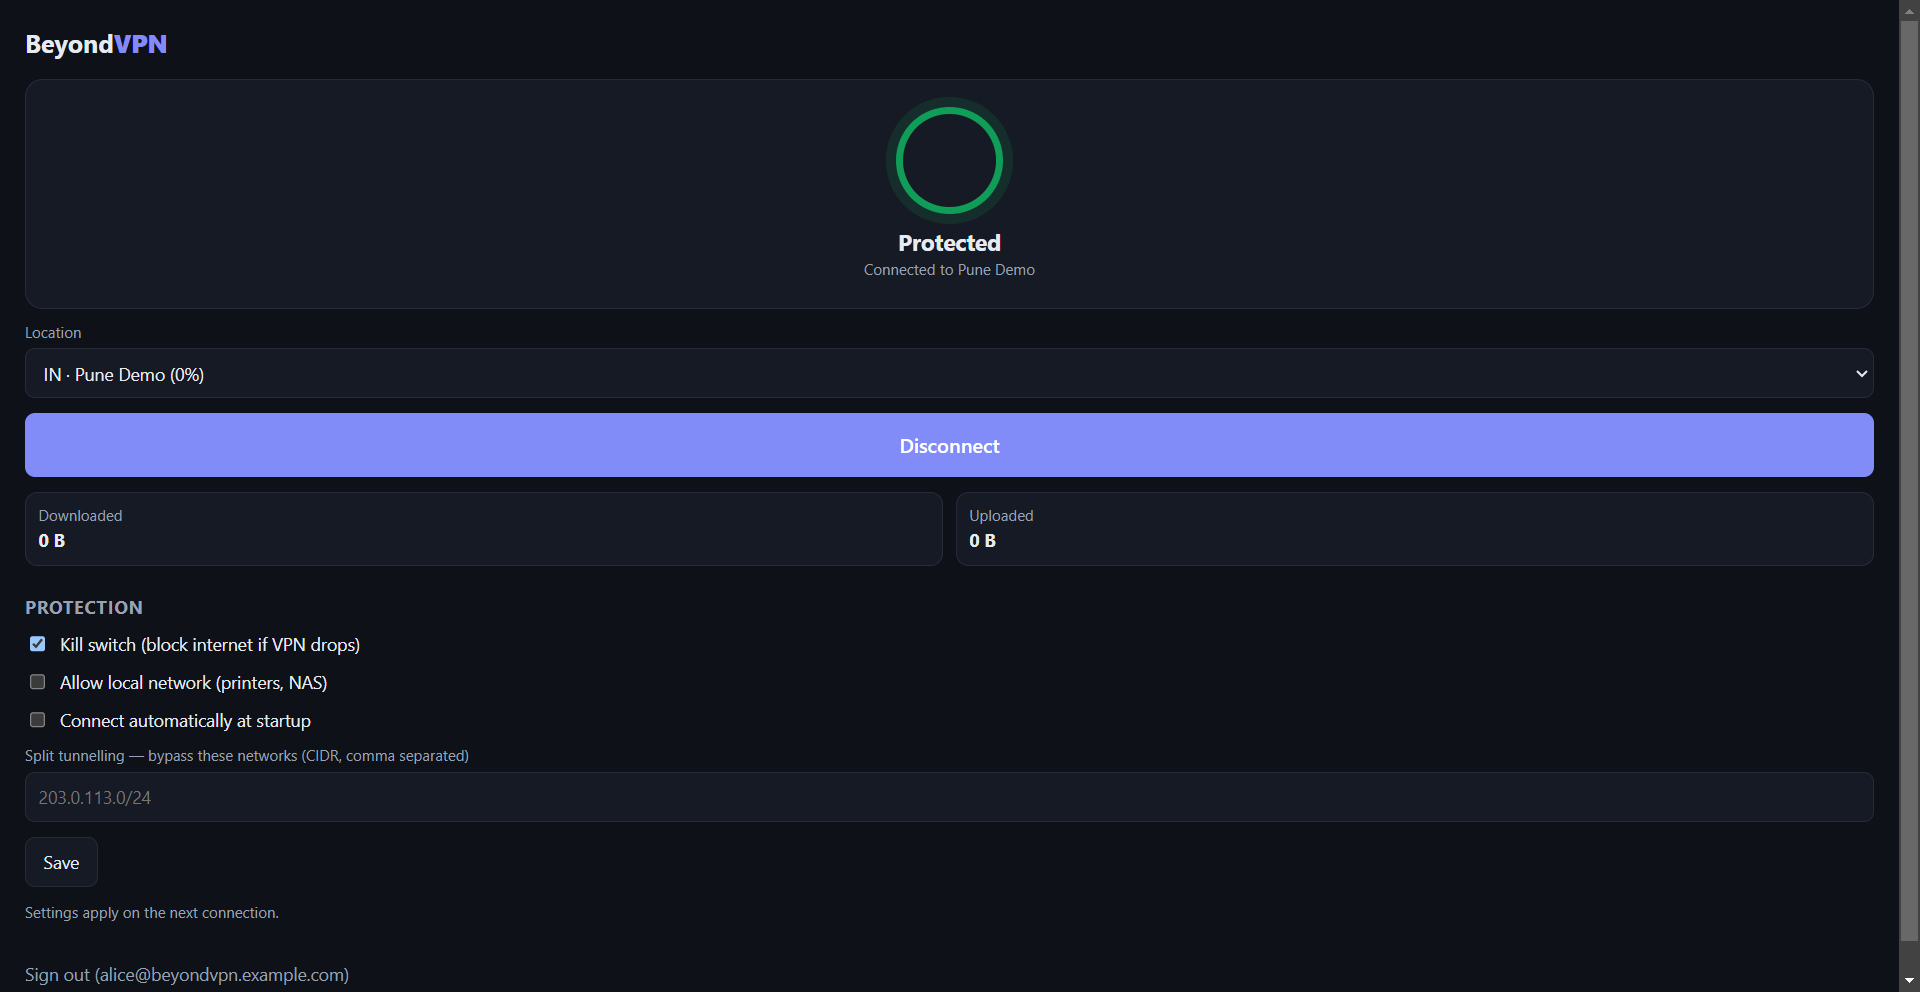 BeyondVPN
Protected
Connected to Pune Demo
Location
IN · Pune Demo (0%)
Disconnect
Downloaded
0 B
Uploaded
0 B
PROTECTION
Kill switch (block internet if VPN drops)
Allow local network (printers, NAS)
Connect automatically at startup
Split tunnelling — bypass these networks (CIDR, comma separated)
203.0.113.0/24
Save
Settings apply on the next connection.
Sign out (alice@beyondvpn.example.com)